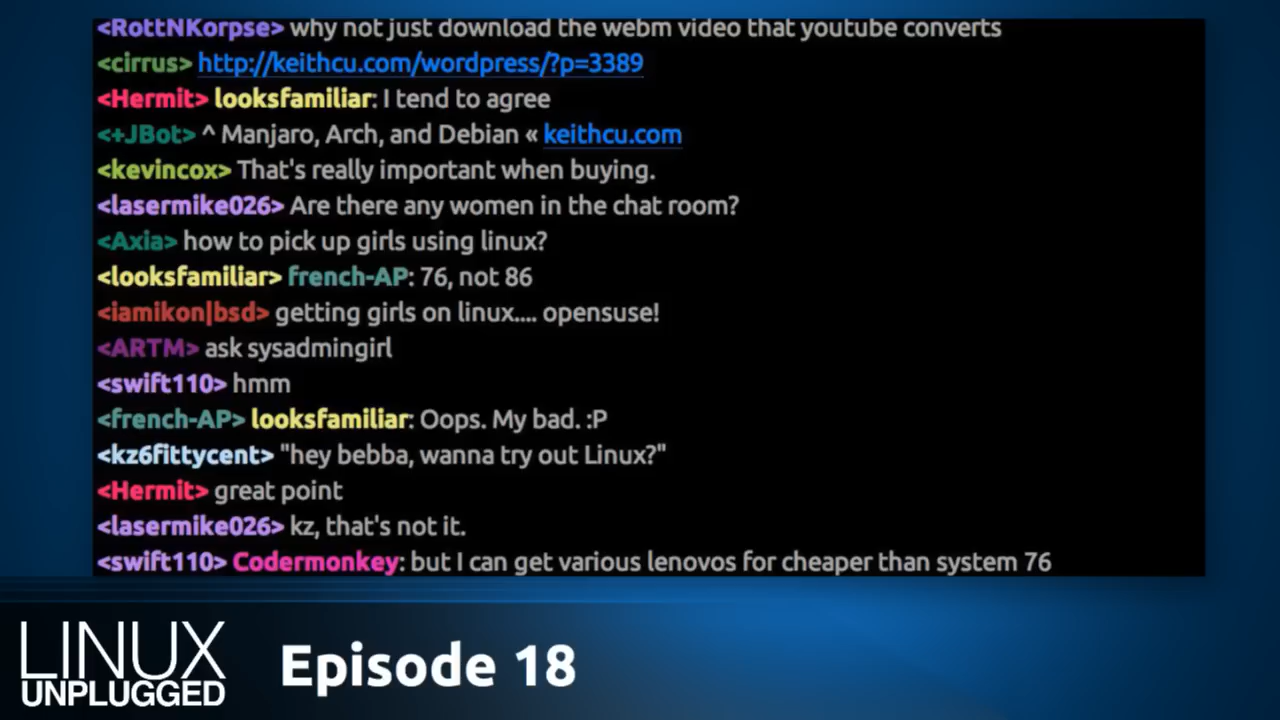 <RottNKorpse> why not just download the webm video that youtube converts
<cirrus> http://keithcu.com/wordpress/?p=3389
<Hermit> looksfamiliar: I tend to agree
<+JBot> ^ Manjaro, Arch, and Debian « keithcu.com
<kevincox> That's really important when buying.
<lasermike026> Are there any women in the chat room?
<Axia> how to pick up girls using linux?
<looksfamiliar> french-AP: 76, not 86
<iamikon|bsd> getting girls on linux.... opensuse!
<ARTM> ask sysadmingirl
<swift110> hmm
<french-AP> looksfamiliar: Oops. My bad. :P
<kz6fittycent> "hey bebba, wanna try out Linux?"
<Hermit> great point
<lasermike026> kz, that's not it.
<swift110> Codermonkey: but I can get various lenovos for cheaper than system 76
LINUX
UNPLUGGED
Episode 18